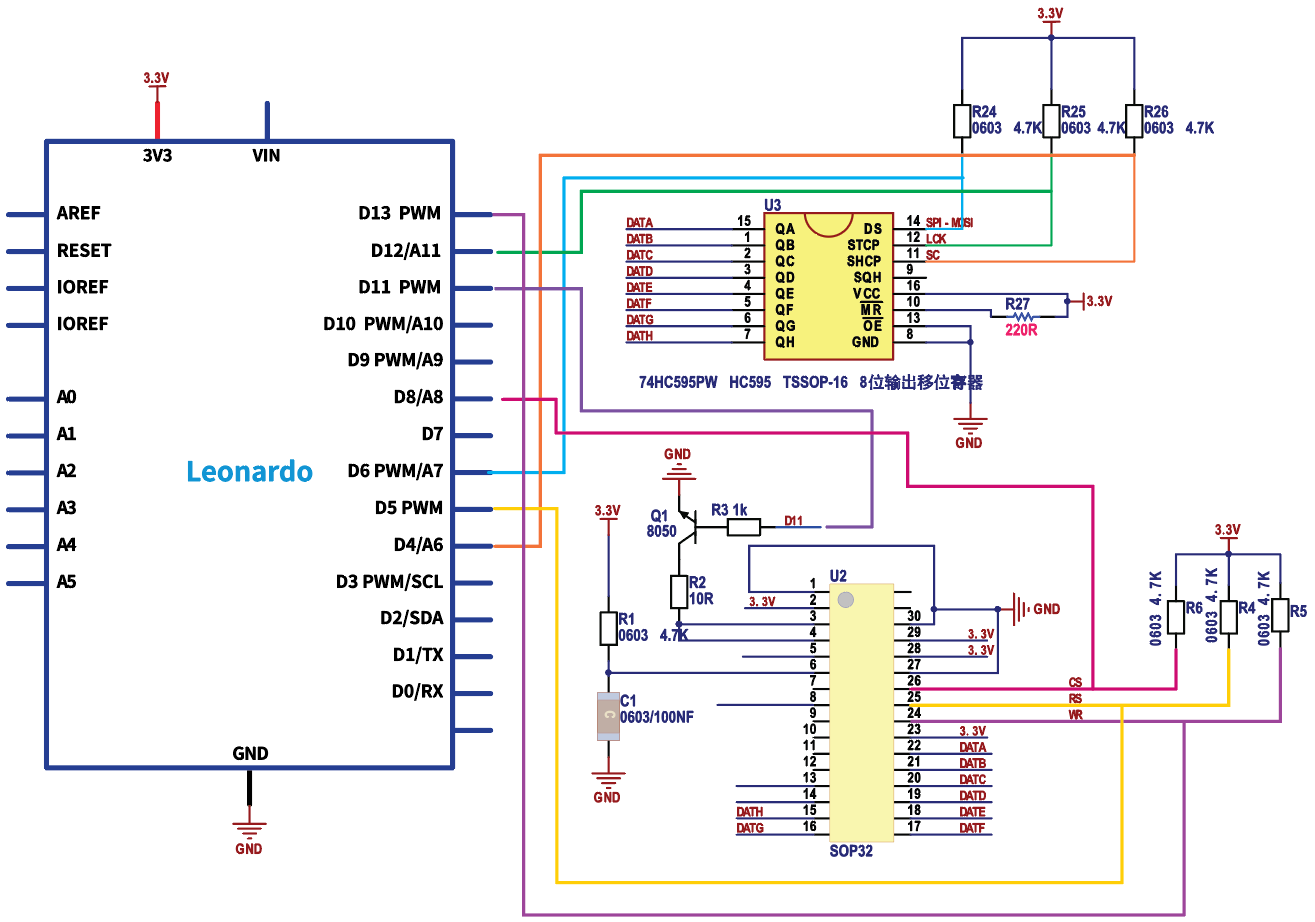 3.3V
3V3
VIN
AREF
RESET
IOREF
IOREF
A0
A1
A2
A3
A4
A5
Leonardo
D13 PWM
D12/A11
D11 PWM
D10 PWM/A10
D9 PWM/A9
D8/A8
D7
D6 PWM/A7
D5 PWM
D4/A6
D3 PWM/SCL
D2/SDA
D1/TX
D0/RX
GND
GND
3.3V
R24
0603 4.7K
R25
0603 4.7K
R26
0603 4.7K
U3
DATA 15 QA DS 14 SPI-MOSI
DATB 1 QB STCP 12 LCK
DATC 2 QC SHCP 11 SC
DATD 3 QD SQH 9
DATE 4 QE VCC 16
DATF 5 QF MR 10
DATG 6 QG OE 13
DATH 7 QH GND 8
R27
220R
3.3V
74HC595PW HC595 TSSOP-16 8位输出移位寄器
GND
GND
Q1
8050
R3 1k
D11
R2
10R
3.3V
R1
0603 4.7K
C
C1
0603/100NF
GND
U2
1
3.3V 2
3 30
4 29 3.3V
5 28 3.3V
6 27
7 26 CS
8 25 RS
9 24 WR
10 23 3.3V
11 22 DATA
12 21 DATB
13 20 DATC
14 19 DATD
DATH 15 18 DATE
DATG 16 17 DATF
SOP32
GND
3.3V
0603 4.7K
R6
0603 4.7K
R4
0603 4.7K
R5